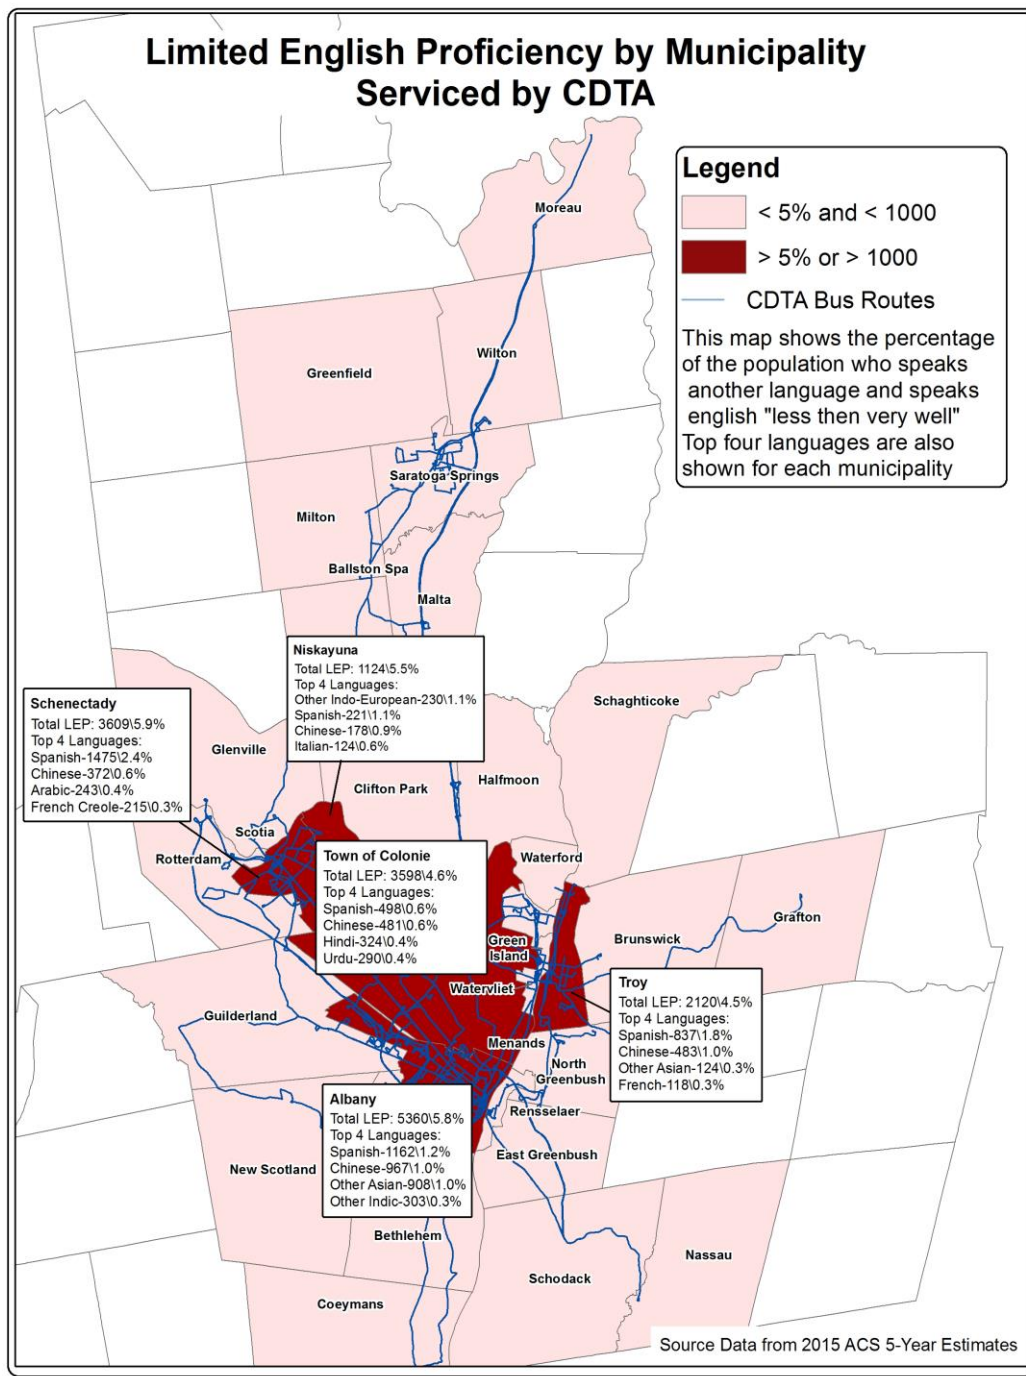 Limited English Proficiency by Municipality
Serviced by CDTA
Legend
< 5% and < 1000
> 5% or > 1000
CDTA Bus Routes
This map shows the percentage
of the population who speaks
another language and speaks
english "less then very well"
Top four languages are also
shown for each municipality
Moreau
Wilton
Greenfield
Saratoga Springs
Milton
Ballston Spa
Malta
Niskayuna
Total LEP: 1124\5.5%
Top 4 Languages:
Other Indo-European-230\1.1%
Spanish-221\1.1%
Chinese-178\0.9%
Italian-124\0.6%
Schenectady
Total LEP: 3609\5.9%
Top 4 Languages:
Spanish-1475\2.4%
Chinese-372\0.6%
Arabic-243\0.4%
French Creole-215\0.3%
Schaghticoke
Glenville
Clifton Park
Halfmoon
Scotia
Rotterdam
Waterford
Town of Colonie
Total LEP: 3598\4.6%
Top 4 Languages:
Spanish-498\0.6%
Chinese-481\0.6%
Hindi-324\0.4%
Urdu-290\0.4%
Grafton
Brunswick
Green
Island
Watervliet
Troy
Total LEP: 2120\4.5%
Top 4 Languages:
Spanish-837\1.8%
Chinese-483\1.0%
Other Asian-124\0.3%
French-118\0.3%
Guilderland
Menands
North
Greenbush
Rensselaer
Albany
Total LEP: 5360\5.8%
Top 4 Languages:
Spanish-1162\1.2%
Chinese-967\1.0%
Other Asian-908\1.0%
Other Indic-303\0.3%
East Greenbush
New Scotland
Bethlehem
Nassau
Schodack
Coeymans
Source Data from 2015 ACS 5-Year Estimates